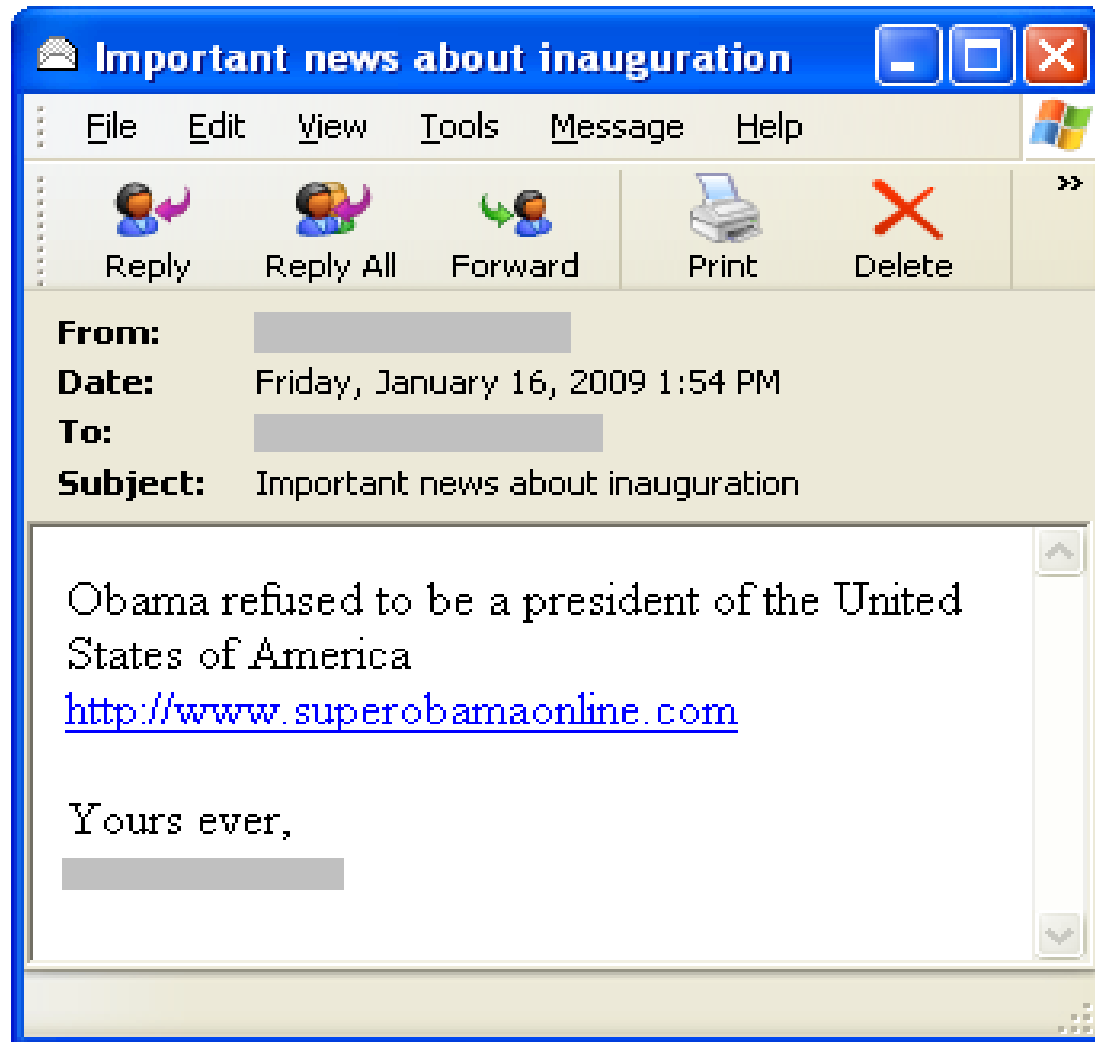 Important news about inauguration
File Edit View Tools Message Help
»
Reply Reply All Forward Print Delete
From:
Date: Friday, January 16, 2009 1:54 PM
To:
Subject: Important news about inauguration
Obama refused to be a president of the United
States of America
http://www.superobamaonline.com
Yours ever,